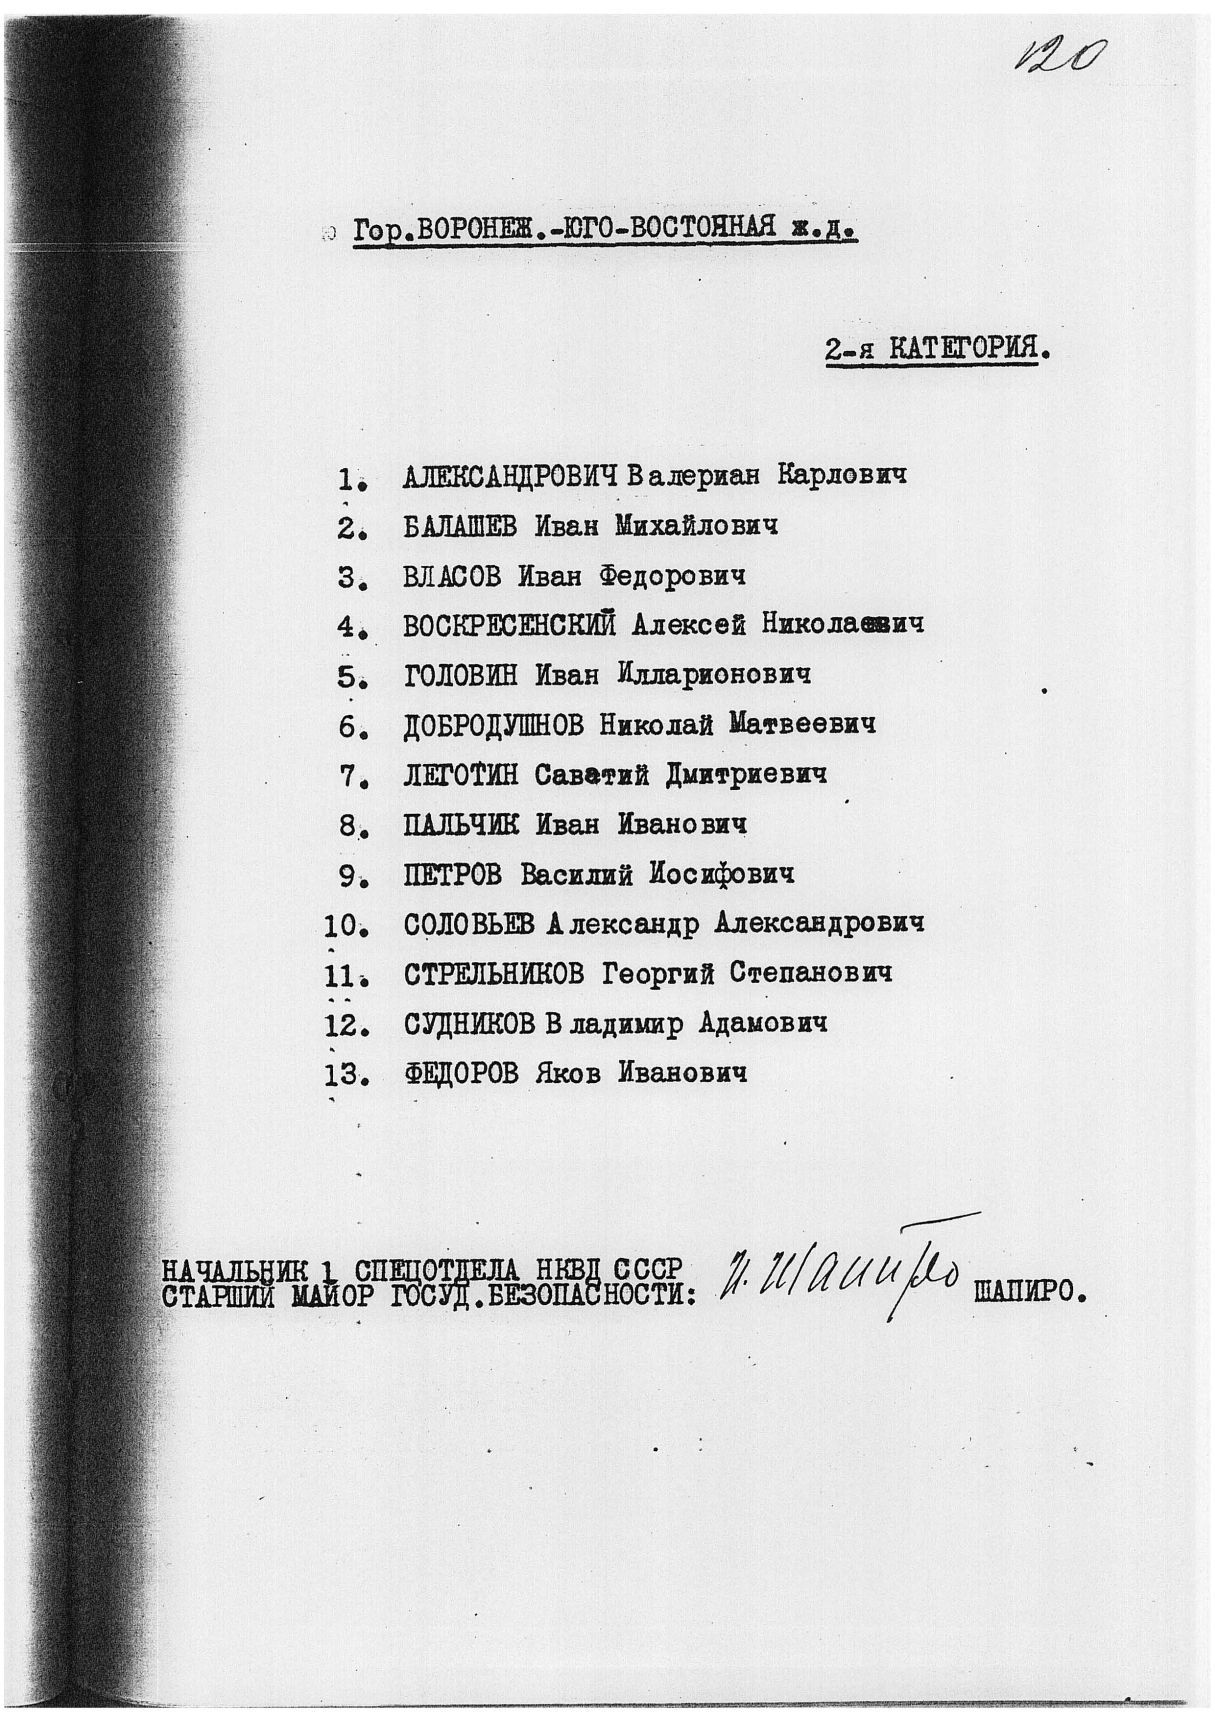 120
Гор.ВОРОНЕЖ.-ЮГО-ВОСТОЯНАЯ ж.д.
2-я КАТЕГОРИЯ.
1. АЛЕКСАНДРОВИЧ Валериан Карлович
2. БАЛАШЕВ Иван Михайлович
3. ВЛАСОВ Иван Федорович
4. ВОСКРЕСЕНСКИЙ Алексей Николаевич
5. ГОЛОВИН Иван Илларионович
6. ДОБРОДУШНОВ Николай Матвеевич
7. ЛЕГОТИН Саватий Дмитриевич
8. ПАЛЬЧИК Иван Иванович
9. ПЕТРОВ Василий Иосифович
10. СОЛОВЬЕВ Александр Александрович
11. СТРЕЛЬНИКОВ Георгий Степанович
12. СУДНИКОВ Владимир Адамович
13. ФЕДОРОВ Яков Иванович
НАЧАЛЬНИК 1 СПЕЦОТДЕЛА НКВД СССР
СТАРШИЙ МАЙОР ГОСУД.БЕЗОПАСНОСТИ: И. Шапиро ШАПИРО.